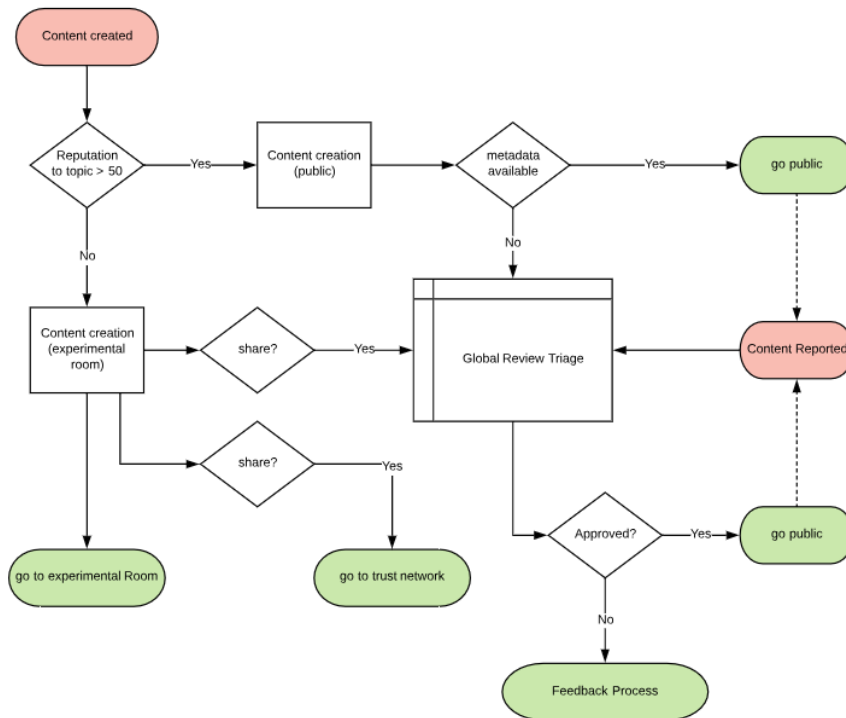 Content created
Reputation
to topic > 50
Yes
Content creation
(public)
metadata
available
Yes
go public
No
No
Content creation
(experimental
room)
share?
Yes
Global Review Triage
Content Reported
share?
Yes
Approved?
Yes
go public
go to experimental Room
go to trust network
No
Feedback Process